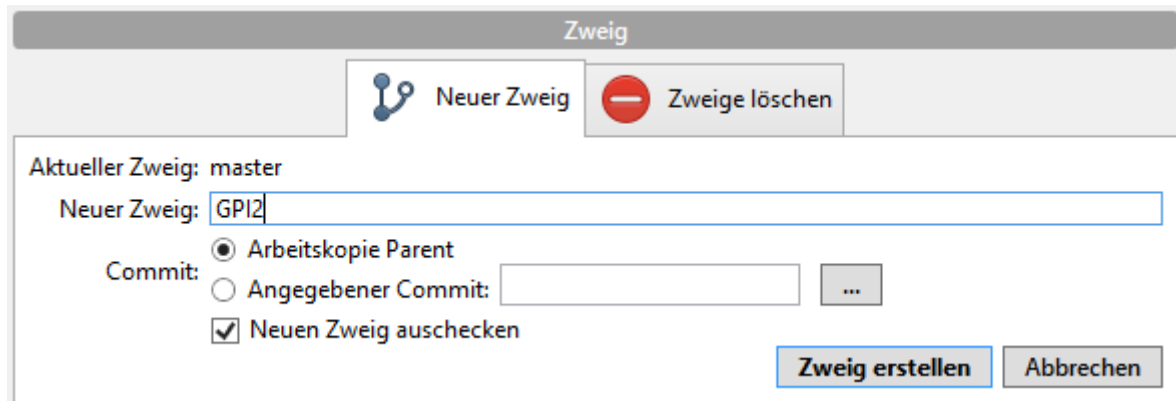 Zweig
Neuer Zweig Zweige löschen
Aktueller Zweig: master
Neuer Zweig: GPI2
Commit: Arbeitskopie Parent
Angegebener Commit: ...
Neuen Zweig auschecken
Zweig erstellen Abbrechen